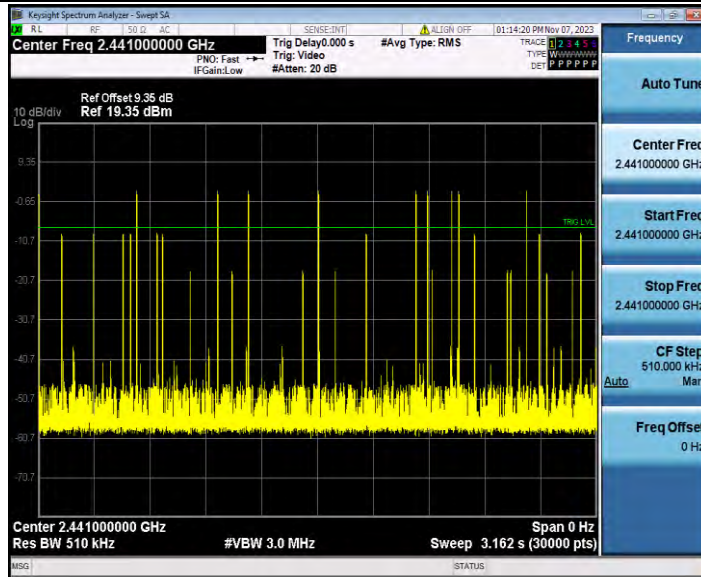 Keysight Spectrum Analyzer - Swept SA
RL RF 50 Ω AC SENSE:INT ALIGN OFF 01:14:20 PM Nov 07, 2023
Center Freq 2.441000000 GHz
PNO: Fast
IFGain:Low
Trig Delay0.000 s
Trig: Video
#Atten: 20 dB
#Avg Type: RMS
TRACE 1 2 3 4 5 6
TYPE WWWWWW
DET P P P P P P
Frequency
Auto Tune
Center Freq
2.441000000 GHz
Start Freq
2.441000000 GHz
Stop Freq
2.441000000 GHz
CF Step
510.000 kHz
Auto Man
Freq Offset
0 Hz
Ref Offset 9.35 dB
10 dB/div Ref 19.35 dBm
Log
9.35
-0.65
TRIG LVL
-10.7
-20.7
-30.7
-40.7
-50.7
-60.7
-70.7
Center 2.441000000 GHz Span 0 Hz
Res BW 510 kHz #VBW 3.0 MHz Sweep 3.162 s (30000 pts)
MSG STATUS